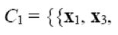 C₁ = {{x₁, x₃,